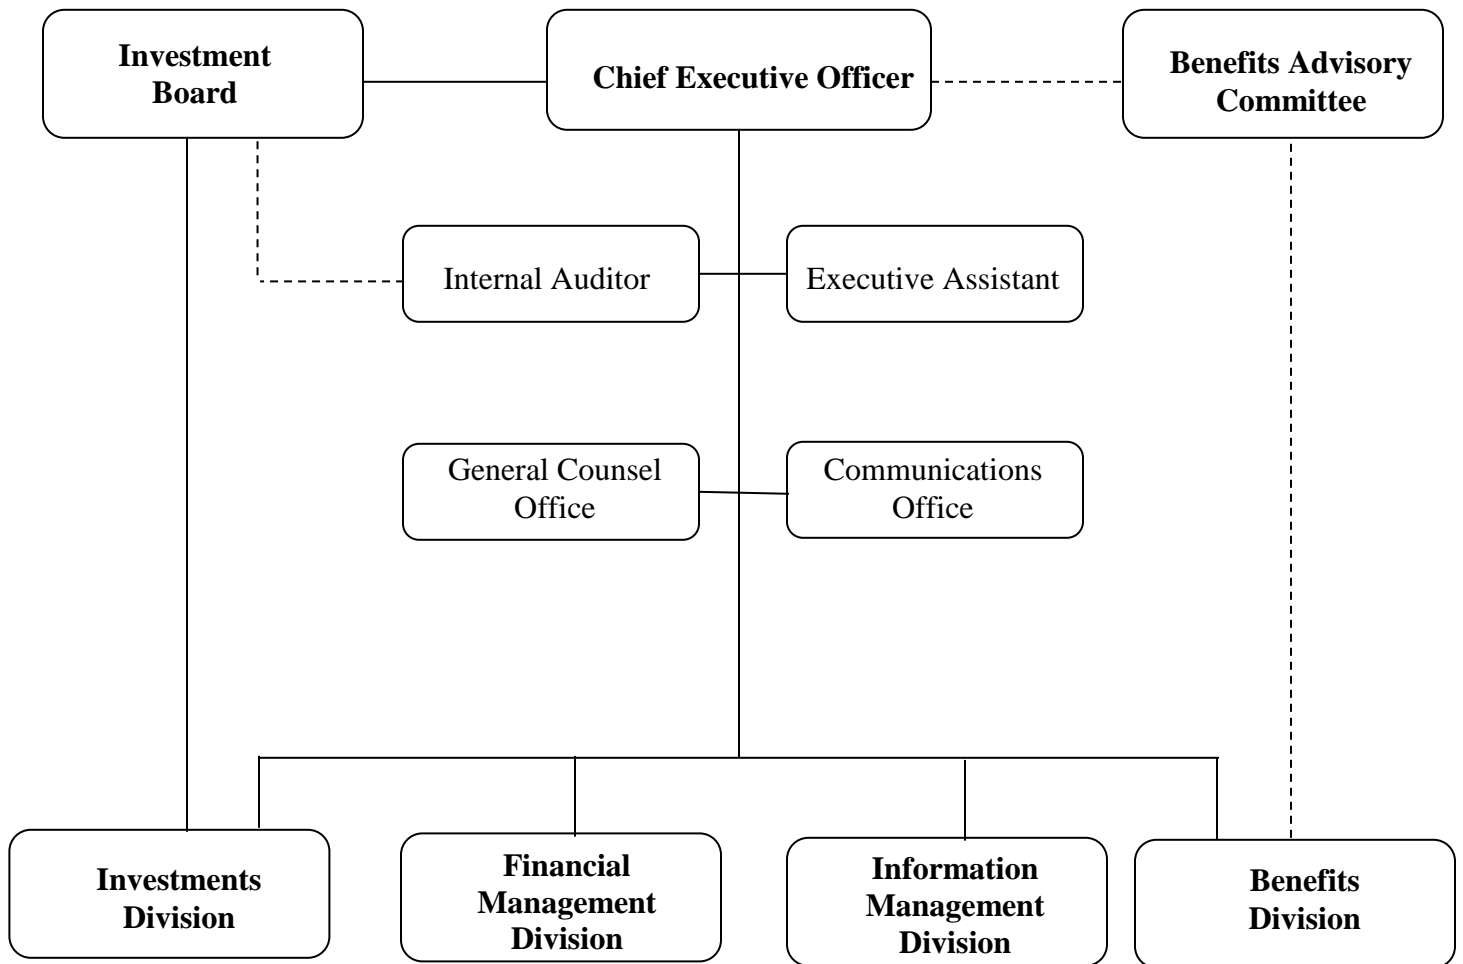 Investment
Board
Chief Executive Officer
Benefits Advisory
Committee
Internal Auditor
Executive Assistant
General Counsel
Office
Communications
Office
Investments
Division
Financial
Management
Division
Information
Management
Division
Benefits
Division